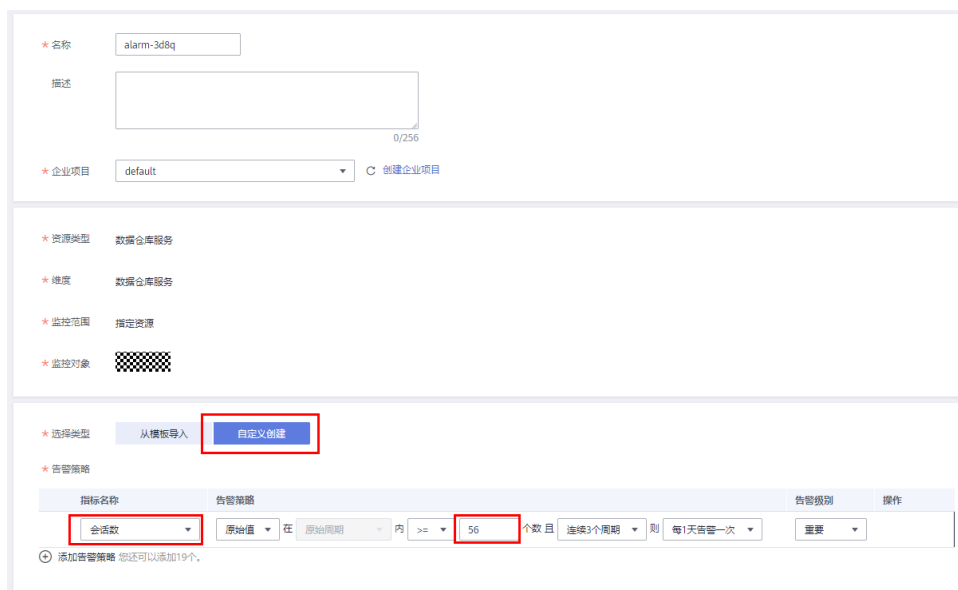 * 名称 alarm-3d8q
描述
0/256
* 企业项目 default 创建企业项目
* 资源类型 数据仓库服务
* 维度 数据仓库服务
* 监控范围 指定资源
* 监控对象
* 选择类型 从模板导入 自定义创建
* 告警策略
指标名称 告警策略 告警级别 操作
会话数 原始值 在 原始周期 内 >= 56 个数 且 连续3个周期 则 每1天告警一次 重要
添加告警策略 您还可以添加19个。